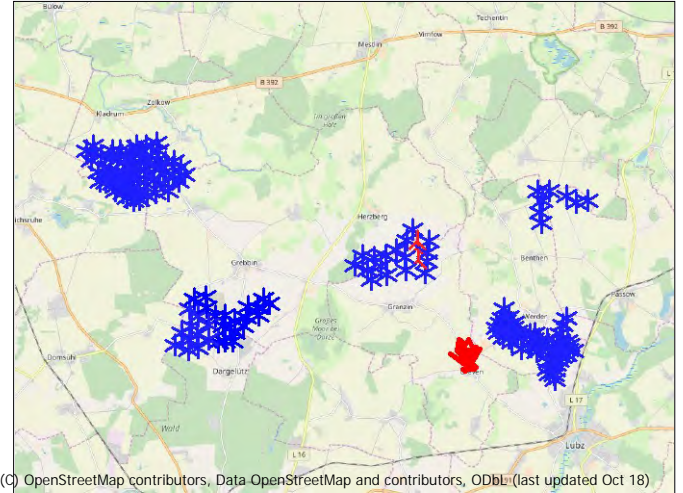 Bülow
Techentin
B 392
Mestlin
Vimfow
B 392
Zölkow
Kladrum
Herzberg
Grebbin
Benthen
Passow
Granzin
Werder
Domsühl
Dargelütz
L 17
Wald
Lübz
L 16
(C) OpenStreetMap contributors, Data OpenStreetMap and contributors, ODbL (last updated Oct 18)